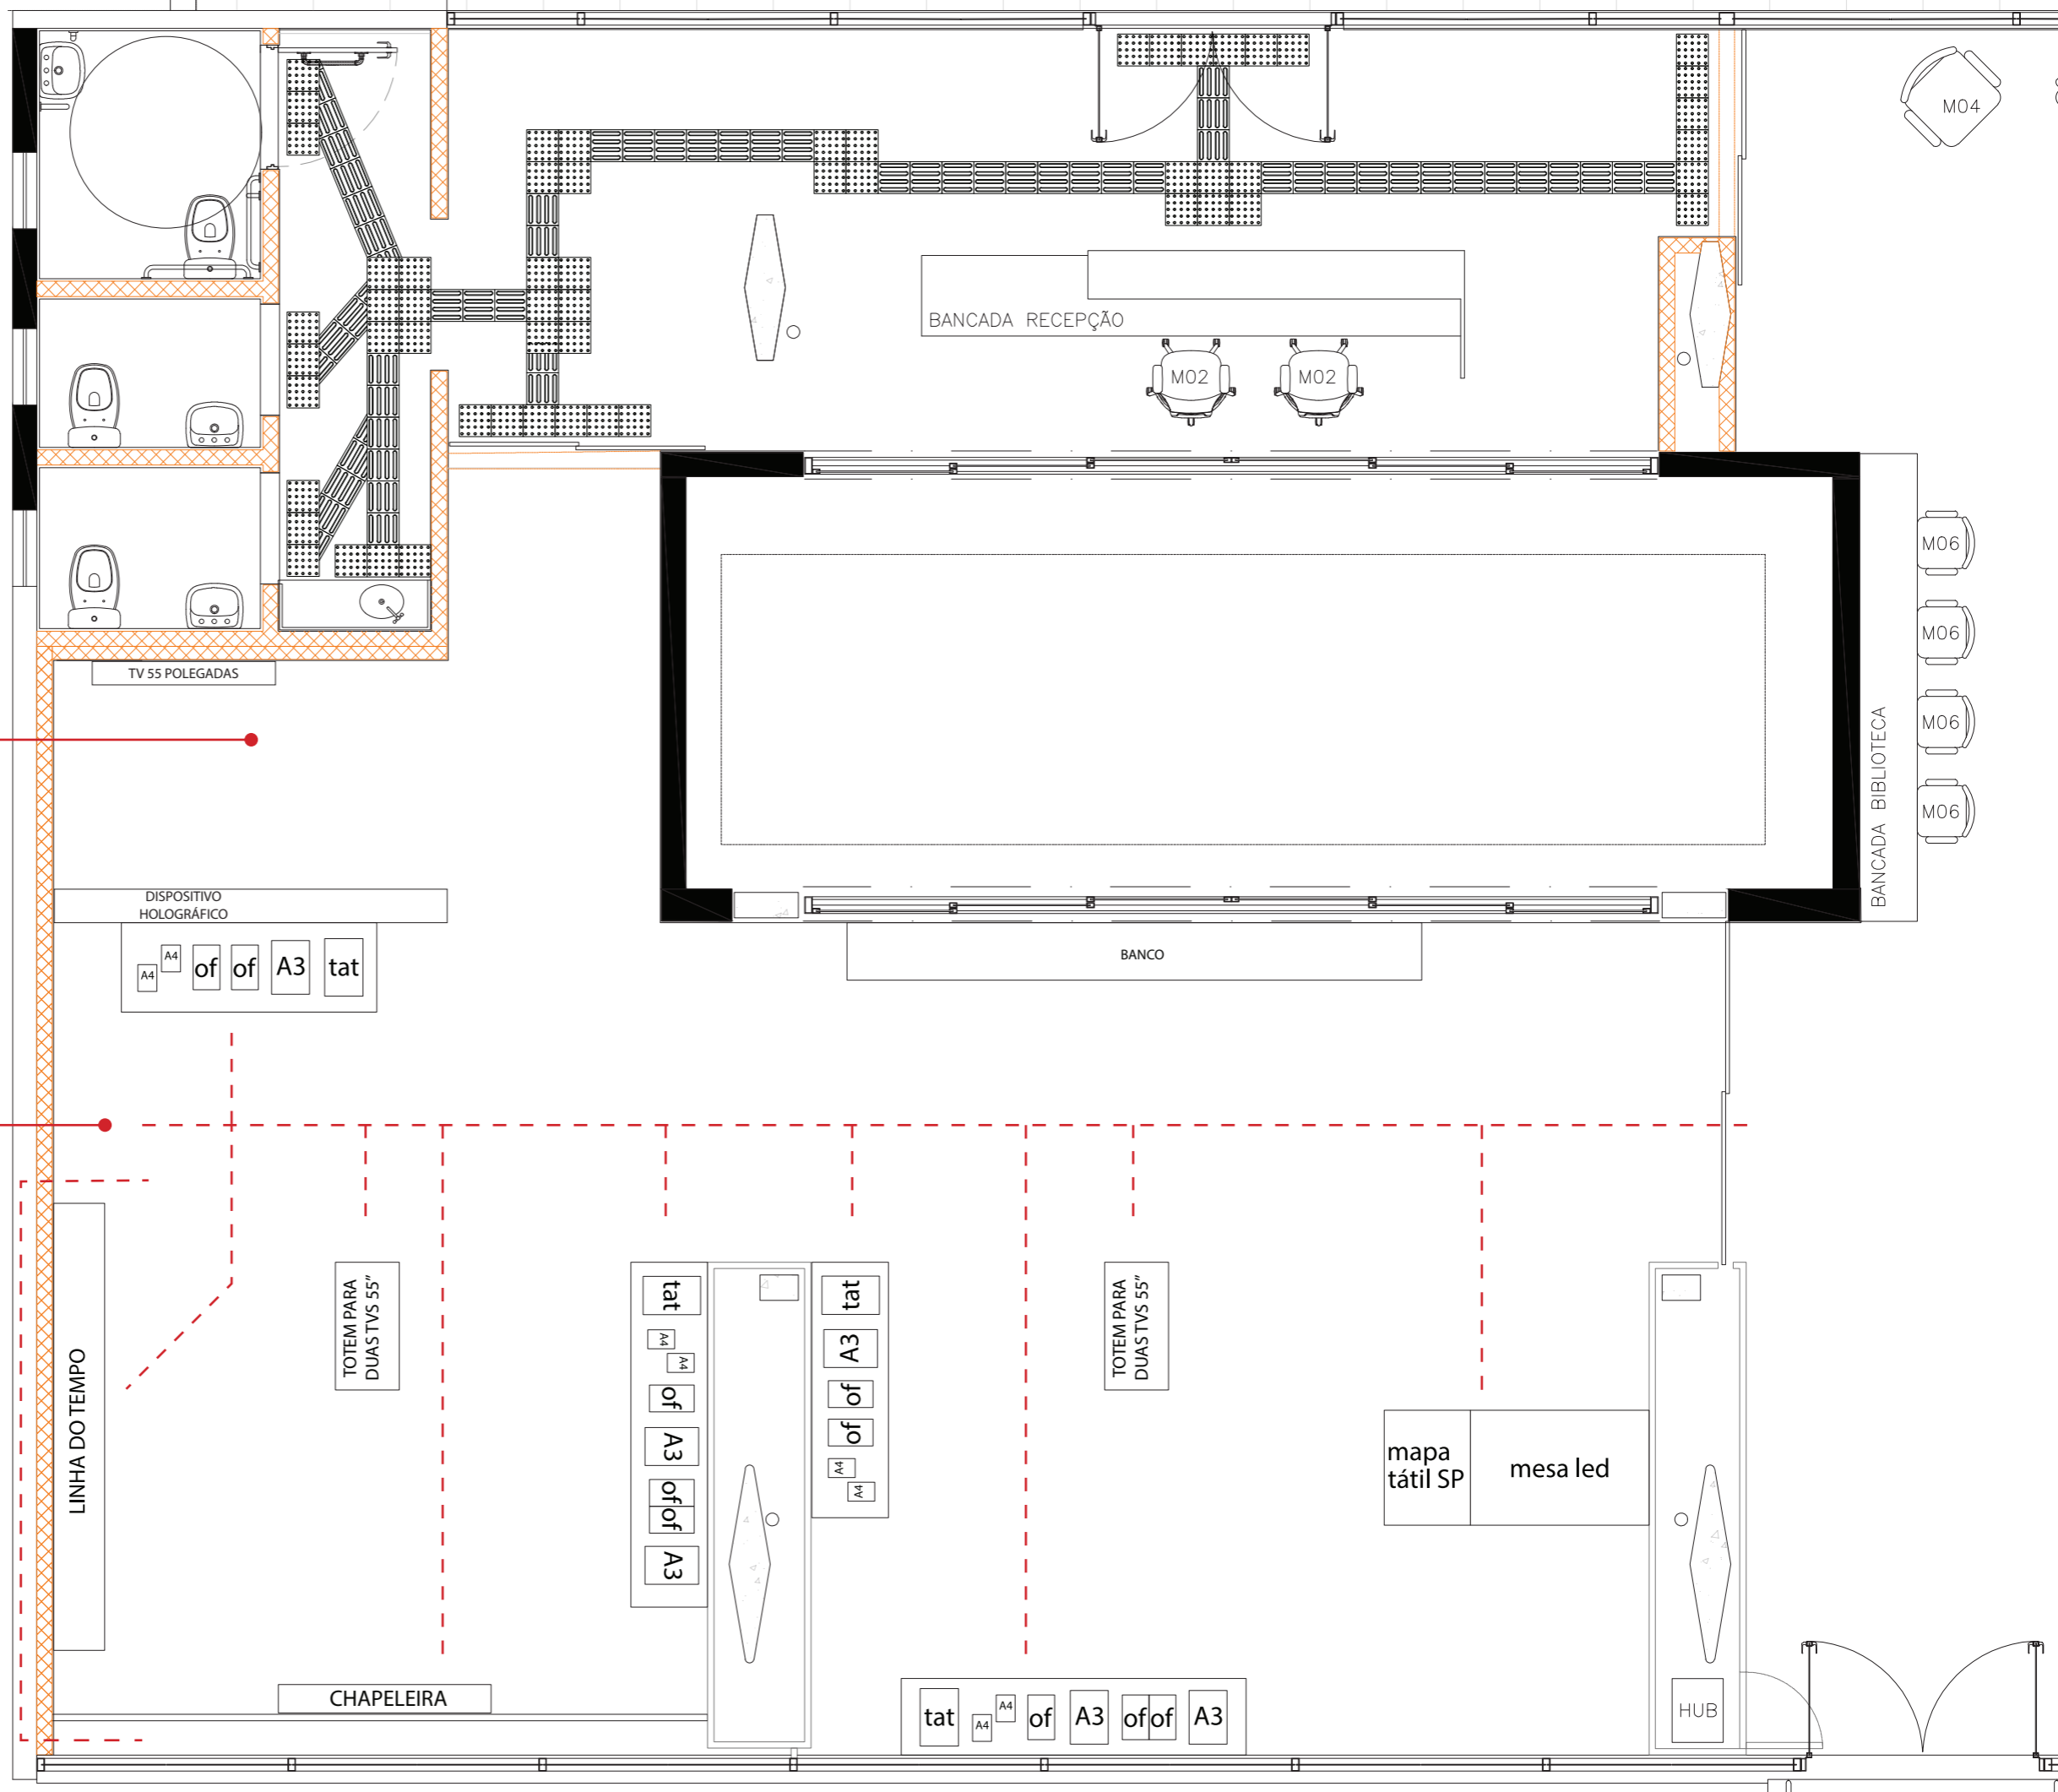 M04
BANCADA RECEPÇÃO
M02
M02
M06
M06
M06
M06
BANCADA BIBLIOTECA
TV 55 POLEGADAS
DISPOSITIVO
HOLOGRÁFICO
A4
A4
of
of
A3
tat
BANCO
LINHA DO TEMPO
TOTEM PARA
DUAS TVS 55”
tat
A4
A4
of
A3
of
of
A3
tat
A3
of
of
A4
A4
TOTEM PARA
DUAS TVS 55”
mapa
tátil SP
mesa led
CHAPELEIRA
tat
A4
A4
of
A3
of
of
A3
HUB